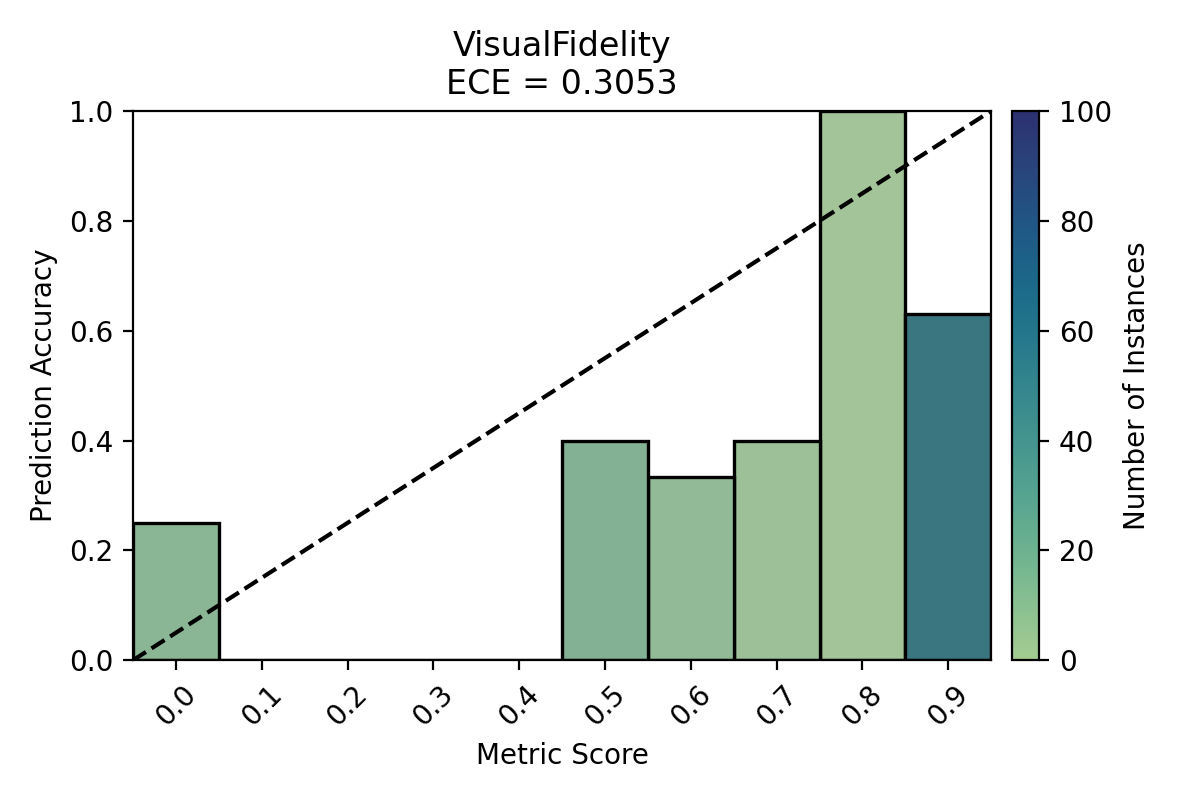 VisualFidelity
ECE = 0.3053
Prediction Accuracy
1.0
0.8
0.6
0.4
0.2
0.0
0.0 0.1 0.2 0.3 0.4 0.5 0.6 0.7 0.8 0.9
Metric Score
100
80
60
40
20
0
Number of Instances